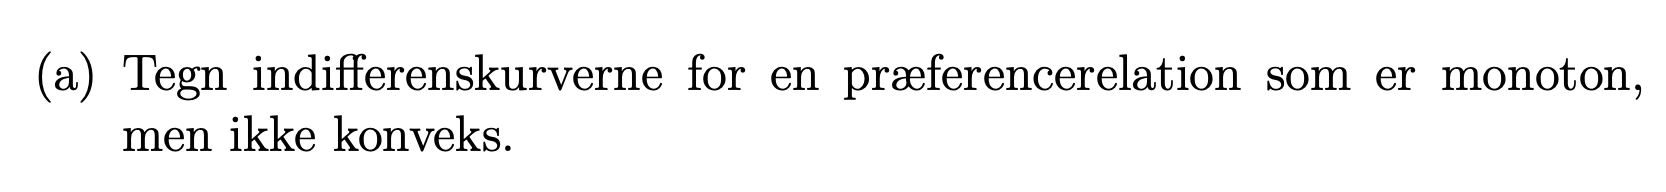 (a) Tegn indifferenskurverne for en præferencerelation som er monoton,
men ikke konveks.